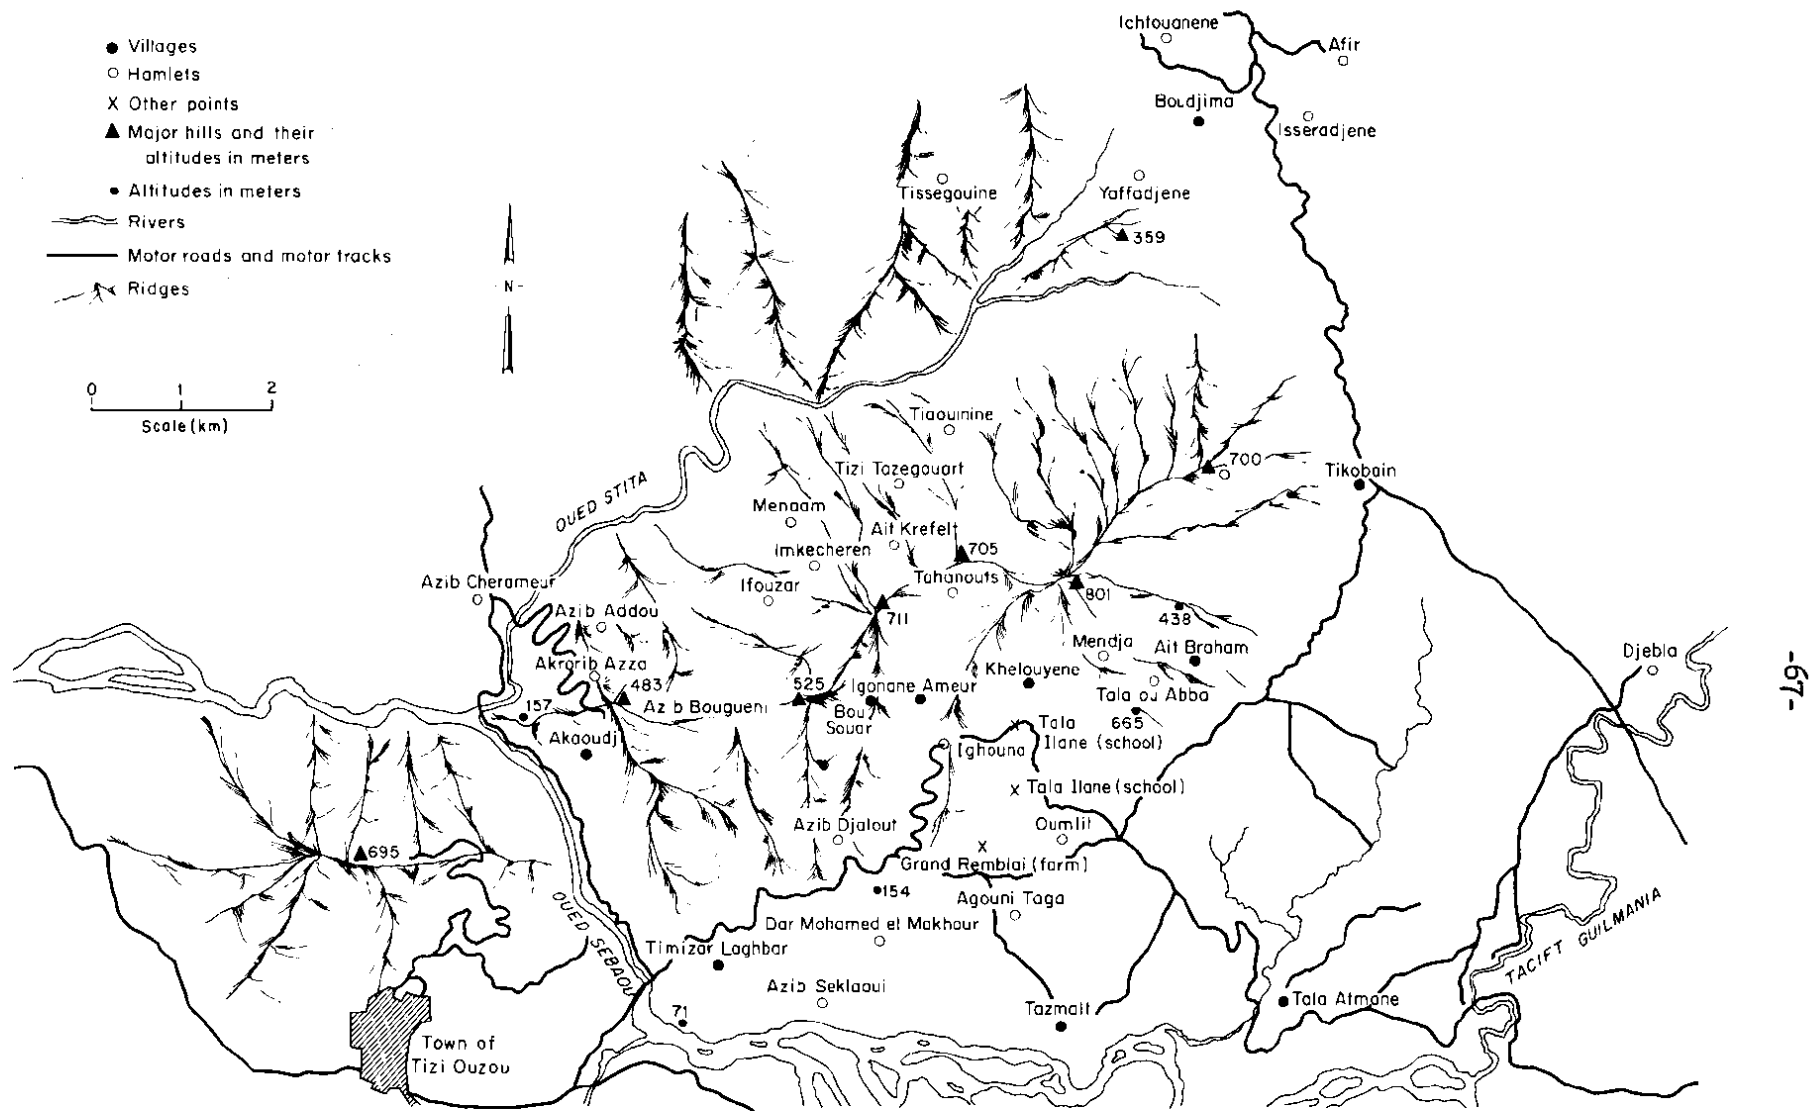 Villages
Hamlets
X Other points
Major hills and their
altitudes in meters
Altitudes in meters
Rivers
Motor roads and motor tracks
Ridges
N
0 1 2
Scale (km)
Ichtouanene
Afir
Boudjima
Isseradjene
Tissegouine
Yaffadjene
359
Tiaouinine
Tizi Tazegouart
700
Tikobain
OUED STITA
Menaam
Ait Krefelt
705
Imkecheren
Azib Cherameur
Ifouzar
Tahanouts
801
Azib Addou
711
438
Mendja
Ait Braham
Djebla
Akrorib Azza
Khelouyene
483
525
Igonane Ameur
Tala ou Abba
157
Azib Bougueni
Bou
Souar
665
Tala
Ilane (school)
Akaoudj
Ighouna
Tala Ilane (school)
Azib Djalout
Oumlil
695
Grand Remblai (farm)
154
Agouni Taga
OUED SEBAOU
Dar Mohamed el Makhour
Timizar Laghbar
TACIFT GUILMANIA
Azib Seklaoui
Tazmalt
Tala Atmane
71
Town of
Tizi Ouzou
-67-